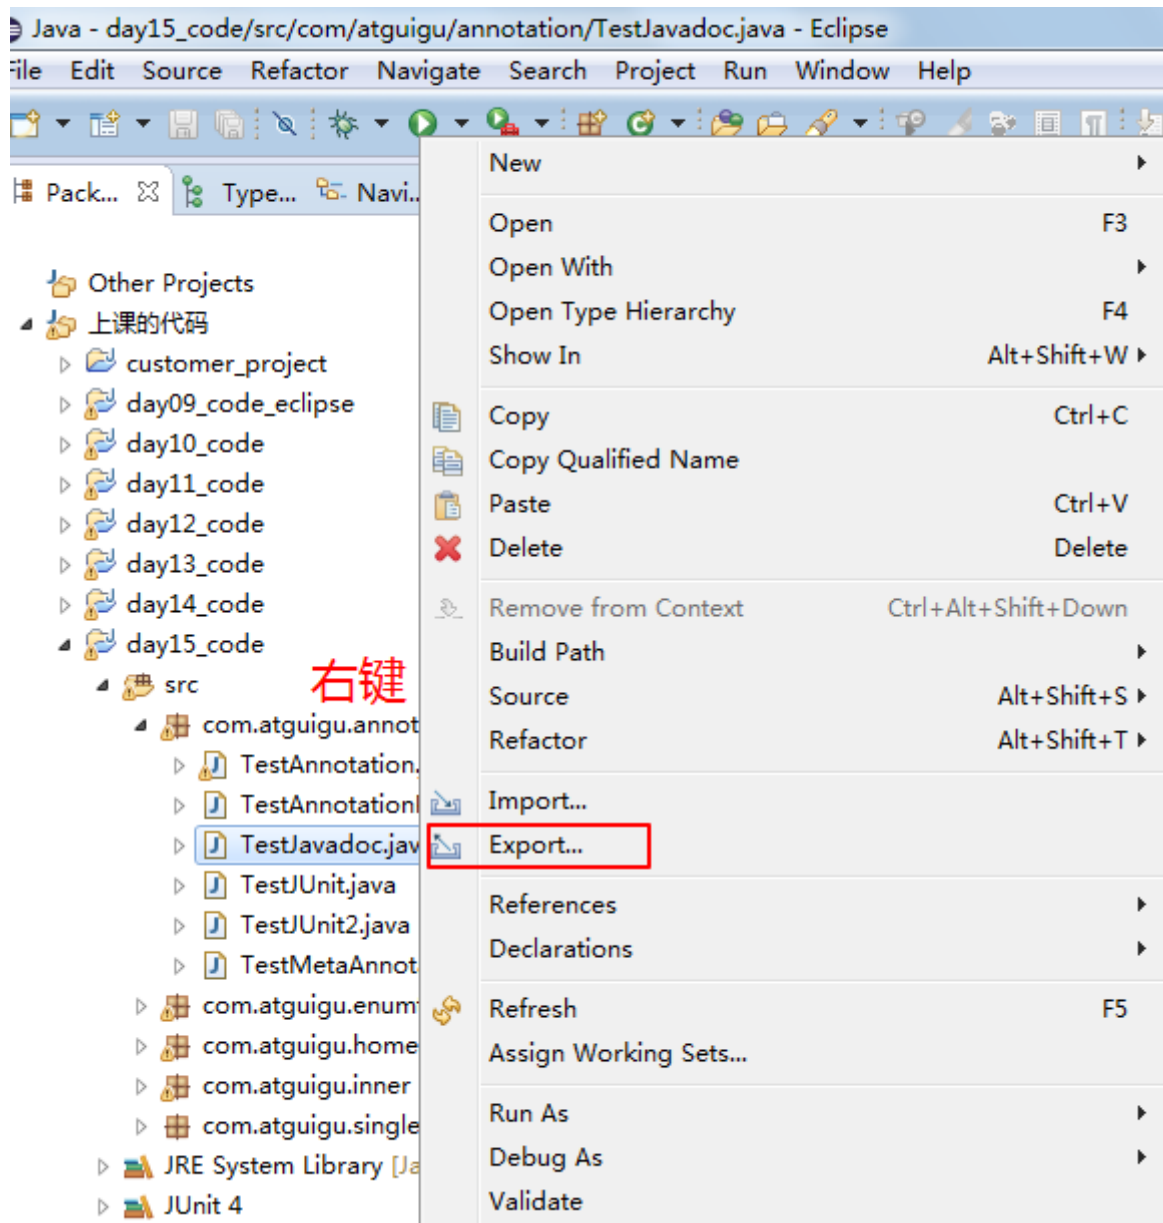 Java - day15_code/src/com/atguigu/annotation/TestJavadoc.java - Eclipse
File Edit Source Refactor Navigate Search Project Run Window Help
Pack... Type... Navi..
Other Projects
上课的代码
customer_project
day09_code_eclipse
day10_code
day11_code
day12_code
day13_code
day14_code
day15_code
src
右键
com.atguigu.annot
TestAnnotation.
TestAnnotation
TestJavadoc.jav
TestJUnit.java
TestJUnit2.java
TestMetaAnnot
com.atguigu.enum
com.atguigu.home
com.atguigu.inner
com.atguigu.single
JRE System Library [Ja
JUnit 4
New
Open F3
Open With
Open Type Hierarchy F4
Show In Alt+Shift+W
Copy Ctrl+C
Copy Qualified Name
Paste Ctrl+V
Delete Delete
Remove from Context Ctrl+Alt+Shift+Down
Build Path
Source Alt+Shift+S
Refactor Alt+Shift+T
Import...
Export...
References
Declarations
Refresh F5
Assign Working Sets...
Run As
Debug As
Validate